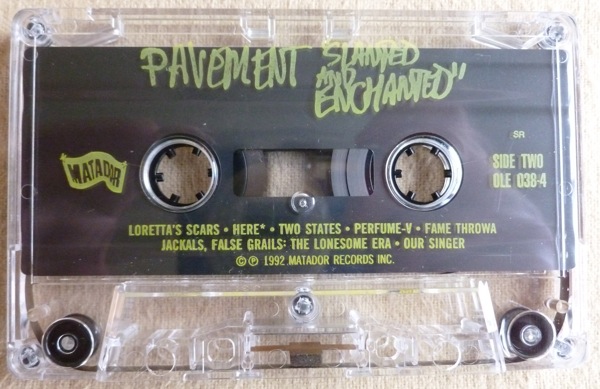 PAVEMENT SLANTED
AND
ENCHANTED"
MATADOR
SR
SIDE TWO
OLE 038-4
LORETTA'S SCARS • HERE* • TWO STATES • PERFUME-V • FAME THROWA
JACKALS, FALSE GRAILS: THE LONESOME ERA • OUR SINGER
©℗ 1992 MATADOR RECORDS INC.